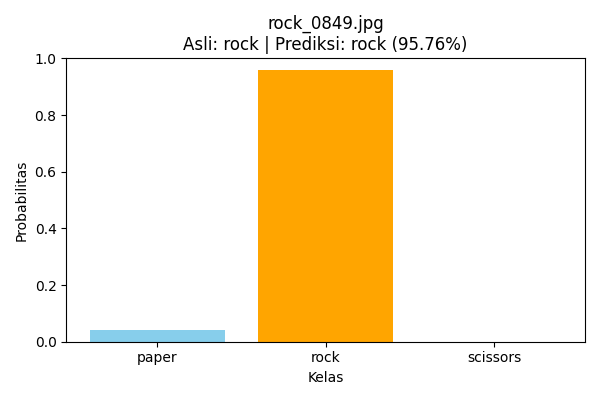 rock_0849.jpg
Asli: rock | Prediksi: rock (95.76%)
1.0
0.8
0.6
0.4
0.2
0.0
Probabilitas
paper rock scissors
Kelas